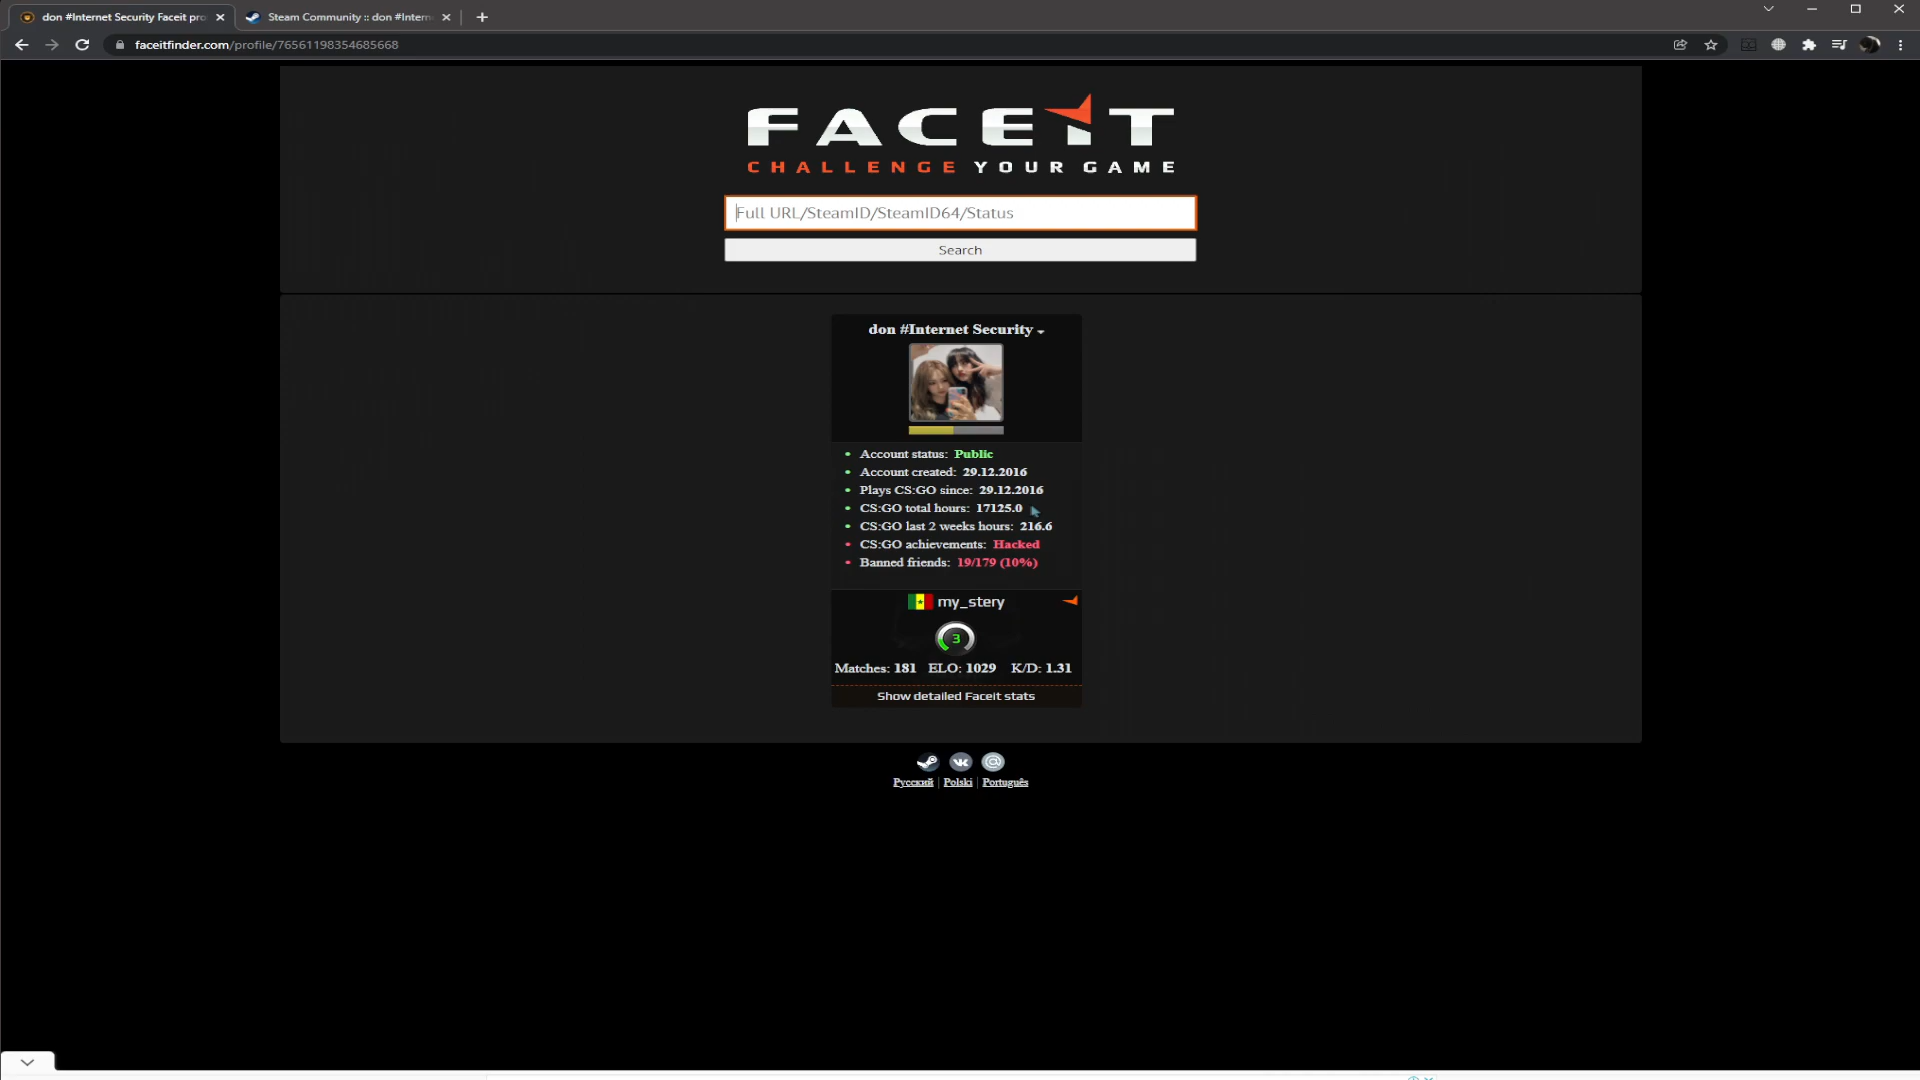 don #Internet Security Faceit pro
Steam Community :: don #Intern
faceitfinder.com/profile/76561198354685668
FACEIT
CHALLENGE YOUR GAME
Full URL/SteamID/SteamID64/Status
Search
don #Internet Security
Account status: Public
Account created: 29.12.2016
Plays CS:GO since: 29.12.2016
CS:GO total hours: 17125.0
CS:GO last 2 weeks hours: 216.6
CS:GO achievements: Hacked
Banned friends: 19/179 (10%)
my_stery
3
Matches: 181 ELO: 1029 K/D: 1.31
Show detailed Faceit stats
Русский | Polski | Português